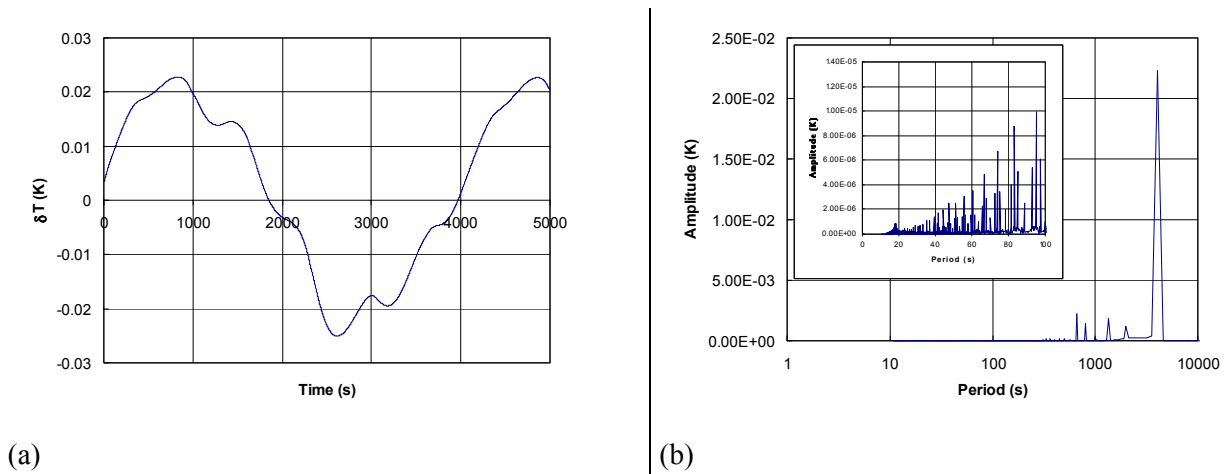 0.03
0.02
0.01
0
-0.01
-0.02
-0.03
δT (K)
0 1000 2000 3000 4000 5000
Time (s)
(a)
2.50E-02
2.00E-02
1.50E-02
1.00E-02
5.00E-03
0.00E+00
Amplitude (K)
1 10 100 1000 10000
Period (s)
1.40E-05
1.20E-05
1.00E-05
8.00E-06
6.00E-06
4.00E-06
2.00E-06
0.00E+00
Amplitude (K)
0 20 40 60 80 100
Period (s)
(b)